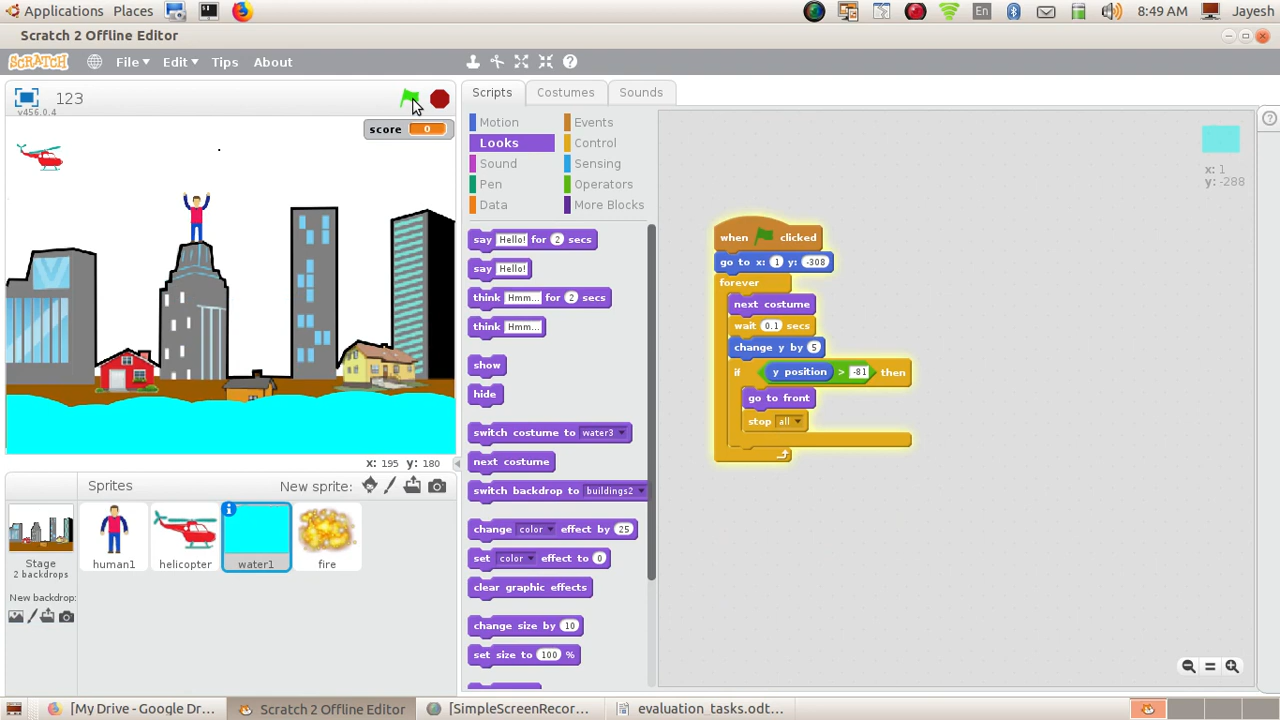 Applications Places En 8:49 AM Jayesh
Scratch 2 Offline Editor
SCRATCH File Edit Tips About
123
v456.0.4
score 0
x: 195 y: 180
Sprites New sprite:
Stage
2 backdrops
New backdrop:
human1 helicopter water1 fire
Scripts Costumes Sounds
Motion Events
Looks Control
Sound Sensing
Pen Operators
Data More Blocks
say Hello! for 2 secs
say Hello!
think Hmm... for 2 secs
think Hmm...
show
hide
switch costume to water3
next costume
switch backdrop to buildings2
change color effect by 25
set color effect to 0
clear graphic effects
change size by 10
set size to 100 %
x: 1
y: -288
when clicked
go to x: 1 y: -308
forever
next costume
wait 0.1 secs
change y by 5
if y position > -81 then
go to front
stop all
[My Drive - Google Dr... Scratch 2 Offline Editor [SimpleScreenRecor... evaluation_tasks.odt...